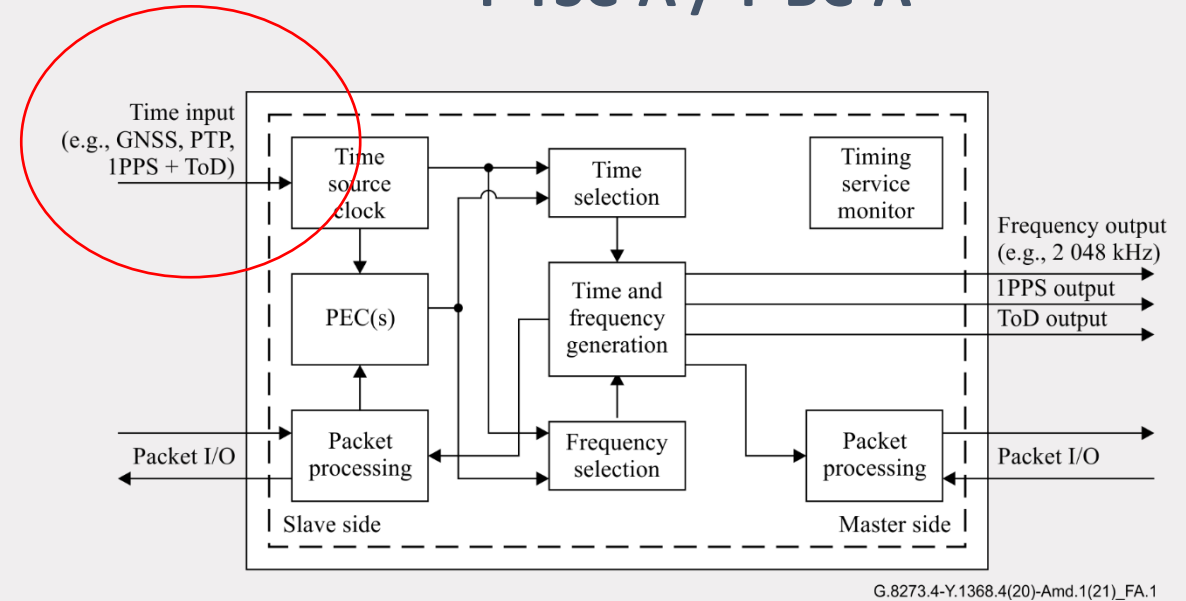 Time input
(e.g., GNSS, PTP,
1PPS + ToD)
Time
source
clock
Time
selection
Timing
service
monitor
Frequency output
(e.g., 2 048 kHz)
1PPS output
ToD output
PEC(s)
Time and
frequency
generation
Packet I/O
Packet
processing
Frequency
selection
Packet
processing
Packet I/O
Slave side
Master side
G.8273.4-Y.1368.4(20)-Amd.1(21)_FA.1